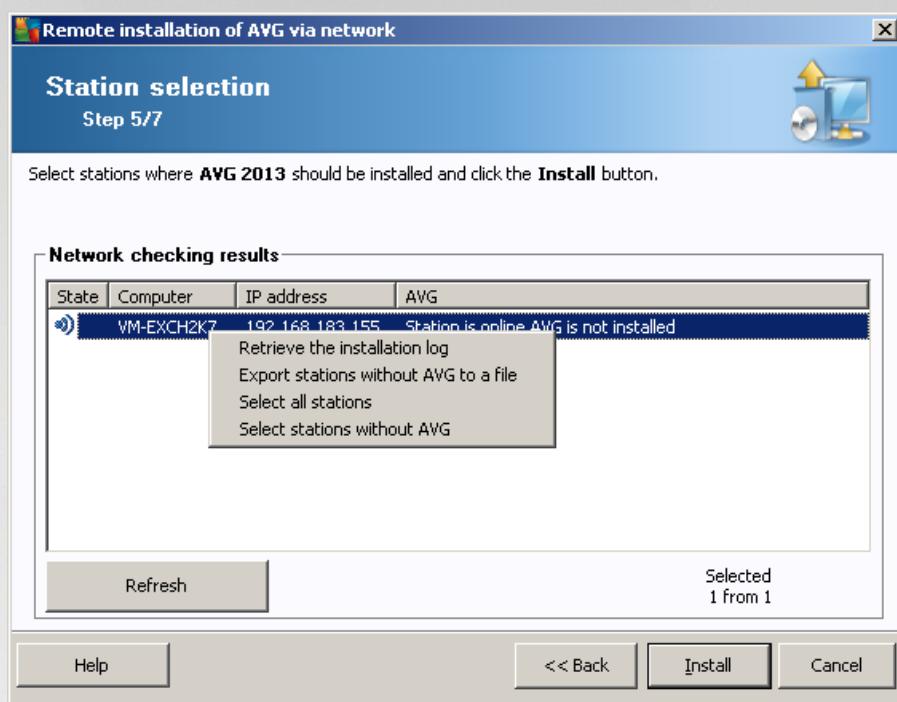 Remote installation of AVG via network
Station selection
Step 5/7
Select stations where AVG 2013 should be installed and click the Install button.
Network checking results
State Computer IP address AVG
VM-EXCH2K7 192.168.183.155 Station is online AVG is not installed
Retrieve the installation log
Export stations without AVG to a file
Select all stations
Select stations without AVG
Refresh
Selected
1 from 1
Help << Back Install Cancel